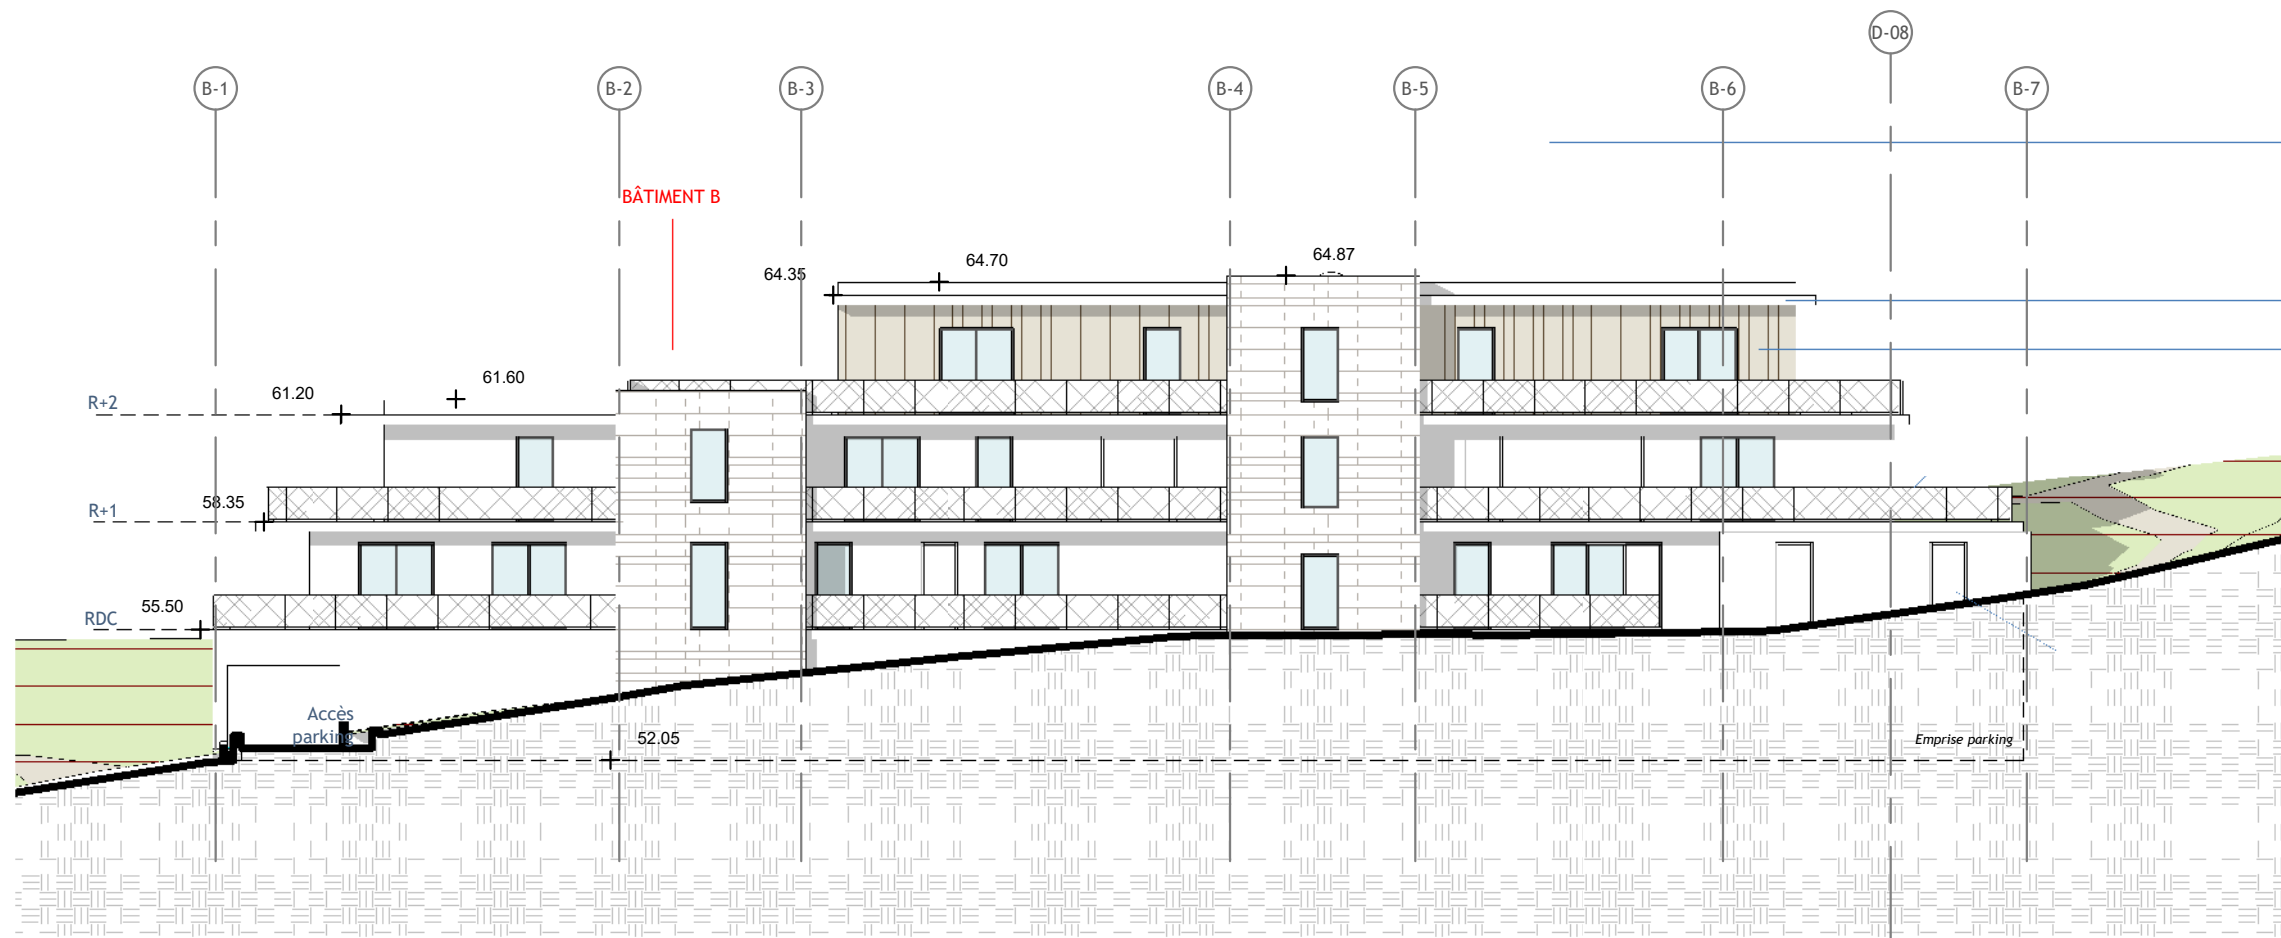 D-08
B-1
B-2
B-3
B-4
B-5
B-6
B-7
BÂTIMENT B
64.87
64.70
64.35
61.60
61.20
R+2
58.35
R+1
55.50
RDC
Accès
parking
52.05
Emprise parking